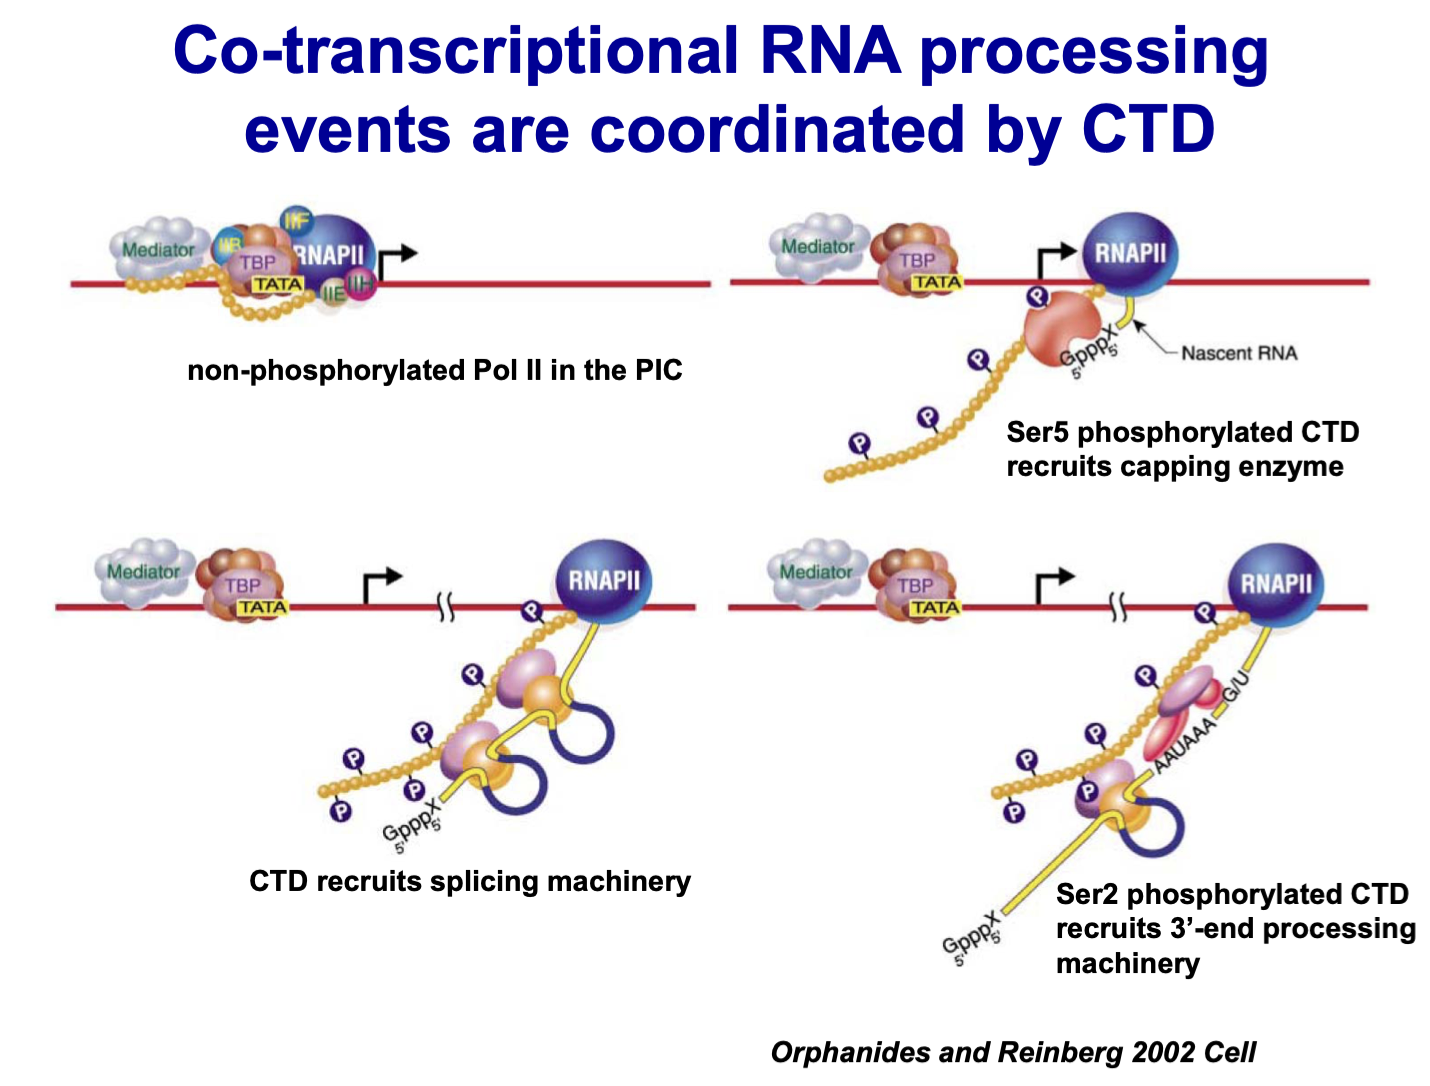 Co-transcriptional RNA processing
events are coordinated by CTD
Mediator
IIB
TBP
TATA
IIF
RNAPII
IIE
IIH
non-phosphorylated Pol II in the PIC
Mediator
TBP
TATA
RNAPII
P
P
P
P
GpppX
5'
5'
Nascent RNA
Ser5 phosphorylated CTD
recruits capping enzyme
Mediator
TBP
TATA
RNAPII
P
P
P
P
P
P
GpppX
5'
5'
CTD recruits splicing machinery
Mediator
TBP
TATA
RNAPII
P
P
P
P
P
P
G/U
AAUAAA
GpppX
5'
5'
Ser2 phosphorylated CTD
recruits 3’-end processing
machinery
Orphanides and Reinberg 2002 Cell